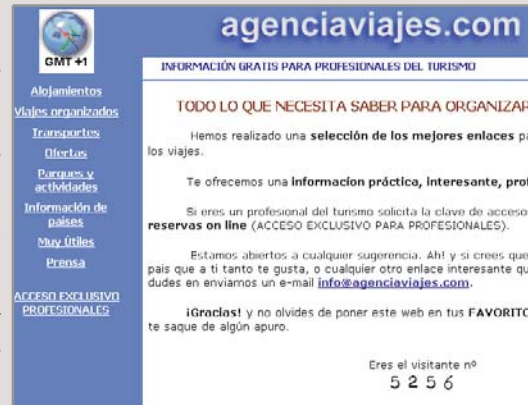 agenciaviajes.com
GMT +1
INFORMACIÓN GRATIS PARA PROFESIONALES DEL TURISMO
Alojamientos
Viajes organizados
Transportes
Ofertas
Parques y
actividades
Información de
paises
Muy Útiles
Prensa
ACCESO EXCLUSIVO
PROFESIONALES
TODO LO QUE NECESITA SABER PARA ORGANIZAR
Hemos realizado una selección de los mejores enlaces pa
los viajes.
Te ofrecemos una informacion práctica, interesante, prof
Si eres un profesional del turismo solicita la clave de acceso
reservas on line (ACCESO EXCLUSIVO PARA PROFESIONALES).
Estamos abiertos a cualquier sugerencia. Ah! y si crees que
pais que a ti tanto te gusta, o cualquier otro enlace interesante qu
dudes en enviarnos un e-mail info@agenciaviajes.com.
¡Gracias! y no olvides de poner este web en tus FAVORITO
te saque de algún apuro.
Eres el visitante nº
5256